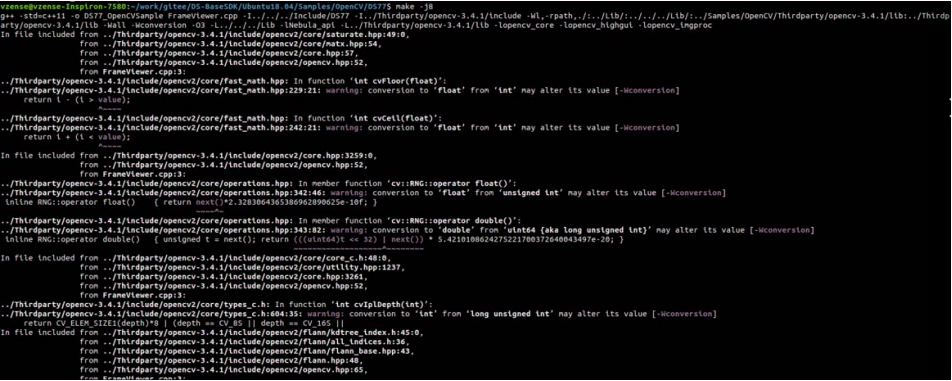 vzense@vzense-Inspiron-7580:~/work/gitee/DS-BaseSDK/Ubuntu18.04/Samples/OpenCV/DS77$ make -j8
g++ -std=c++11 -o DS77_OpenCVSample FrameViewer.cpp -I../../../Include/DS77 -I../../../Include -I../Thirdparty/opencv-3.4.1/include -Wl,-rpath,./:../Lib/:../../../Lib/:../Samples/OpenCV/Thirdparty/opencv-3.4.1/lib:../Thirdp
arty/opencv-3.4.1/lib -Wall -Wconversion -O3 -L../../../Lib -lNebula_api -L../Thirdparty/opencv-3.4.1/lib -lopencv_core -lopencv_highgui -lopencv_imgproc
In file included from ../Thirdparty/opencv-3.4.1/include/opencv2/core/saturate.hpp:49:0,
from ../Thirdparty/opencv-3.4.1/include/opencv2/core/matx.hpp:54,
from ../Thirdparty/opencv-3.4.1/include/opencv2/core.hpp:57,
from ../Thirdparty/opencv-3.4.1/include/opencv2/opencv.hpp:52,
from FrameViewer.cpp:3:
../Thirdparty/opencv-3.4.1/include/opencv2/core/fast_math.hpp: In function ‘int cvFloor(float)’:
../Thirdparty/opencv-3.4.1/include/opencv2/core/fast_math.hpp:229:21: warning: conversion to ‘float’ from ‘int’ may alter its value [-Wconversion]
return i - (i > value);
^~~~~
../Thirdparty/opencv-3.4.1/include/opencv2/core/fast_math.hpp: In function ‘int cvCeil(float)’:
../Thirdparty/opencv-3.4.1/include/opencv2/core/fast_math.hpp:242:21: warning: conversion to ‘float’ from ‘int’ may alter its value [-Wconversion]
return i + (i < value);
^~~~~
In file included from ../Thirdparty/opencv-3.4.1/include/opencv2/core.hpp:3259:0,
from ../Thirdparty/opencv-3.4.1/include/opencv2/opencv.hpp:52,
from FrameViewer.cpp:3:
../Thirdparty/opencv-3.4.1/include/opencv2/core/operations.hpp: In member function ‘cv::RNG::operator float()’:
../Thirdparty/opencv-3.4.1/include/opencv2/core/operations.hpp:342:46: warning: conversion to ‘float’ from ‘unsigned int’ may alter its value [-Wconversion]
inline RNG::operator float() { return next()*2.3283064365386962890625e-10f; }
~~~~^~
../Thirdparty/opencv-3.4.1/include/opencv2/core/operations.hpp: In member function ‘cv::RNG::operator double()’:
../Thirdparty/opencv-3.4.1/include/opencv2/core/operations.hpp:343:82: warning: conversion to ‘double’ from ‘uint64 {aka long unsigned int}’ may alter its value [-Wconversion]
inline RNG::operator double() { unsigned t = next(); return (((uint64)t << 32) | next()) * 5.4210108624275221700372640043497e-20; }
~~~~~~~~~~~~~~~~~~~^~~~~~~~~
In file included from ../Thirdparty/opencv-3.4.1/include/opencv2/core/core_c.h:48:0,
from ../Thirdparty/opencv-3.4.1/include/opencv2/core/utility.hpp:1237,
from ../Thirdparty/opencv-3.4.1/include/opencv2/core.hpp:3261,
from ../Thirdparty/opencv-3.4.1/include/opencv2/opencv.hpp:52,
from FrameViewer.cpp:3:
../Thirdparty/opencv-3.4.1/include/opencv2/core/types_c.h: In function ‘int cvIplDepth(int)’:
../Thirdparty/opencv-3.4.1/include/opencv2/core/types_c.h:604:35: warning: conversion to ‘int’ from ‘long unsigned int’ may alter its value [-Wconversion]
return CV_ELEM_SIZE1(depth)*8 | (depth == CV_8S || depth == CV_16S ||
In file included from ../Thirdparty/opencv-3.4.1/include/opencv2/flann/kdtree_index.h:45:0,
from ../Thirdparty/opencv-3.4.1/include/opencv2/flann/all_indices.h:36,
from ../Thirdparty/opencv-3.4.1/include/opencv2/flann/flann_base.hpp:43,
from ../Thirdparty/opencv-3.4.1/include/opencv2/flann.hpp:48,
from ../Thirdparty/opencv-3.4.1/include/opencv2/opencv.hpp:65,
from FrameViewer.cpp:3: